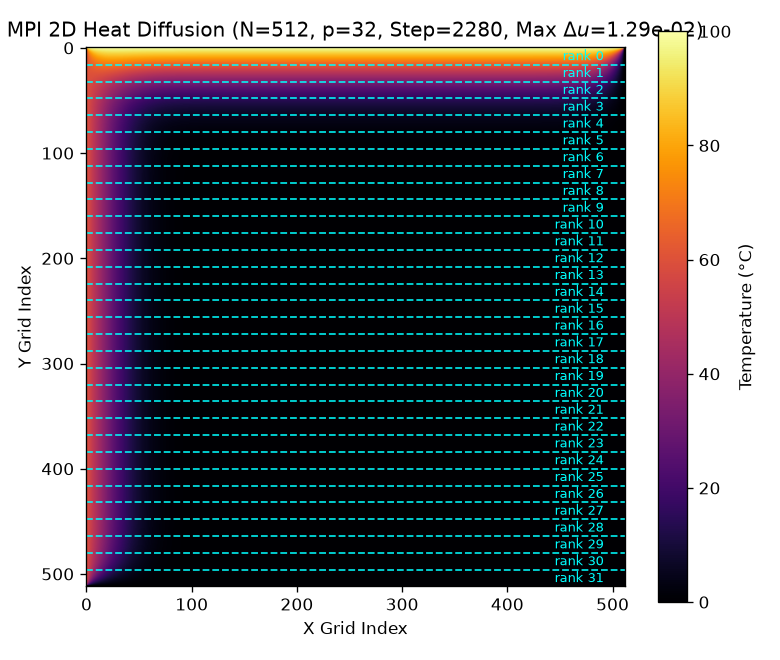 MPI 2D Heat Diffusion (N=512, p=32, Step=2280, Max Δu=1.29e-02)
0
100
200
300
400
500
Y Grid Index
rank 0
rank 1
rank 2
rank 3
rank 4
rank 5
rank 6
rank 7
rank 8
rank 9
rank 10
rank 11
rank 12
rank 13
rank 14
rank 15
rank 16
rank 17
rank 18
rank 19
rank 20
rank 21
rank 22
rank 23
rank 24
rank 25
rank 26
rank 27
rank 28
rank 29
rank 30
rank 31
0 100 200 300 400 500
X Grid Index
100
80
60
40
20
0
Temperature (°C)